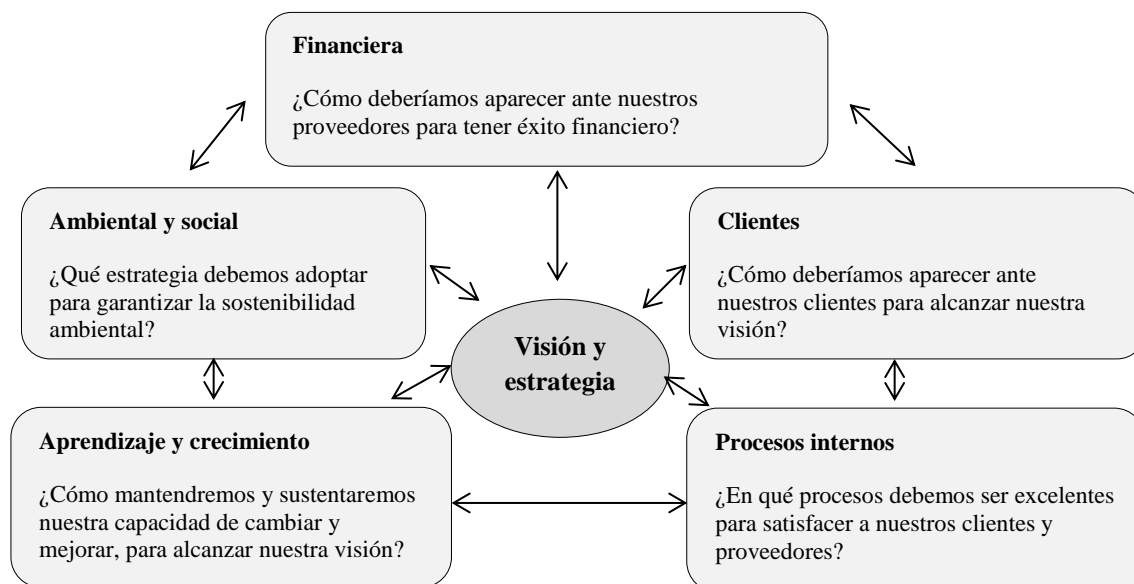 Financiera
¿Cómo deberíamos aparecer ante nuestros
proveedores para tener éxito financiero?
Ambiental y social
¿Qué estrategia debemos adoptar
para garantizar la sostenibilidad
ambiental?
Clientes
¿Cómo deberíamos aparecer ante
nuestros clientes para alcanzar nuestra
visión?
Visión y
estrategia
Aprendizaje y crecimiento
¿Cómo mantendremos y sustentaremos
nuestra capacidad de cambiar y
mejorar, para alcanzar nuestra visión?
Procesos internos
¿En qué procesos debemos ser excelentes
para satisfacer a nuestros clientes y
proveedores?